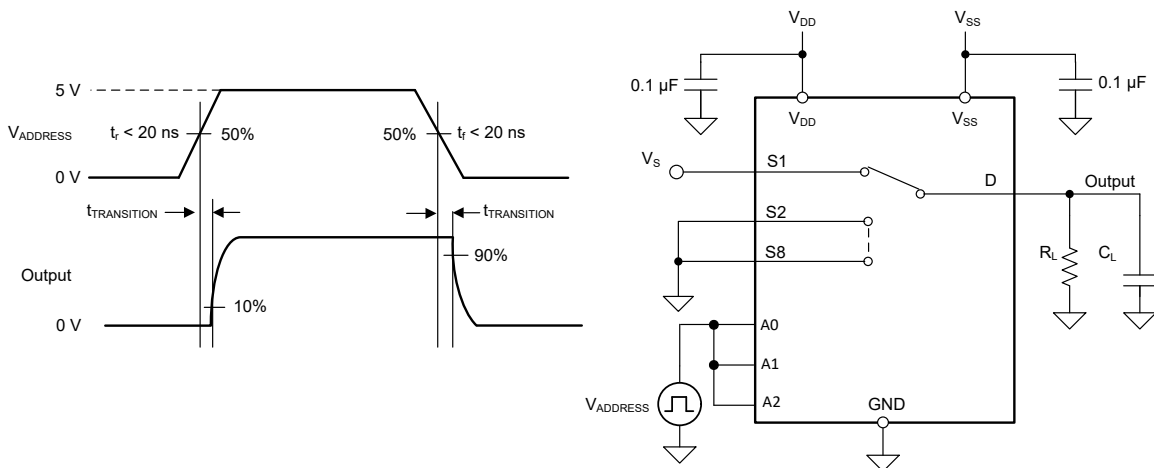 5 V
V_ADDRESS
t_r < 20 ns
50%
50%
t_f < 20 ns
0 V
t_TRANSITION
t_TRANSITION
Output
90%
10%
0 V
V_DD
V_SS
0.1 µF
0.1 µF
V_DD
V_SS
V_S
S1
D
Output
S2
S8
R_L
C_L
A0
A1
A2
V_ADDRESS
GND